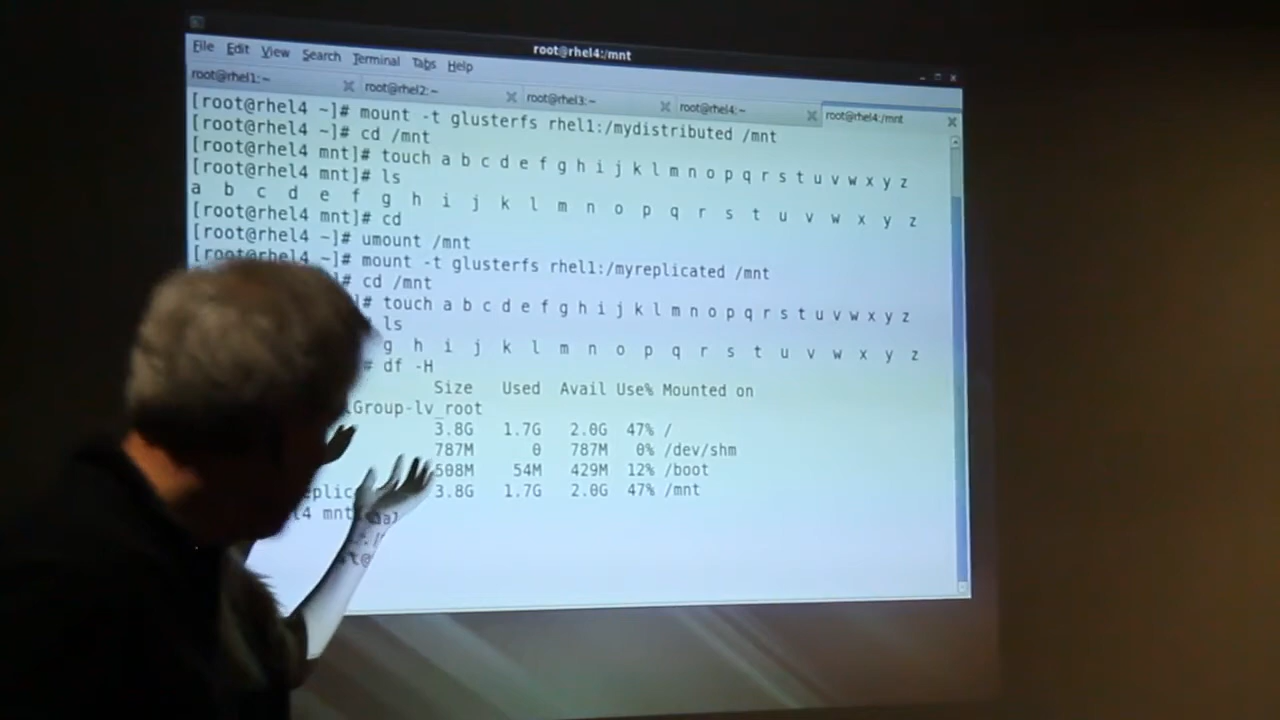 root@rhel4:/mnt
File Edit View Search Terminal Tabs Help
root@rhel1:~ root@rhel2:~ root@rhel3:~ root@rhel4:~ root@rhel4:/mnt
[root@rhel4 ~]# mount -t glusterfs rhel1:/mydistributed /mnt
[root@rhel4 ~]# cd /mnt
[root@rhel4 mnt]# touch a b c d e f g h i j k l m n o p q r s t u v w x y z
[root@rhel4 mnt]# ls
a b c d e f g h i j k l m n o p q r s t u v w x y z
[root@rhel4 mnt]# cd
[root@rhel4 ~]# umount /mnt
[root@rhel4 ~]# mount -t glusterfs rhel1:/myreplicated /mnt
# cd /mnt
# touch a b c d e f g h i j k l m n o p q r s t u v w x y z
ls
g h i j k l m n o p q r s t u v w x y z
# df -H
Size Used Avail Use% Mounted on
Group-lv_root
3.8G 1.7G 2.0G 47% /
787M 0 787M 0% /dev/shm
508M 54M 429M 12% /boot
3.8G 1.7G 2.0G 47% /mnt
l4 mnt